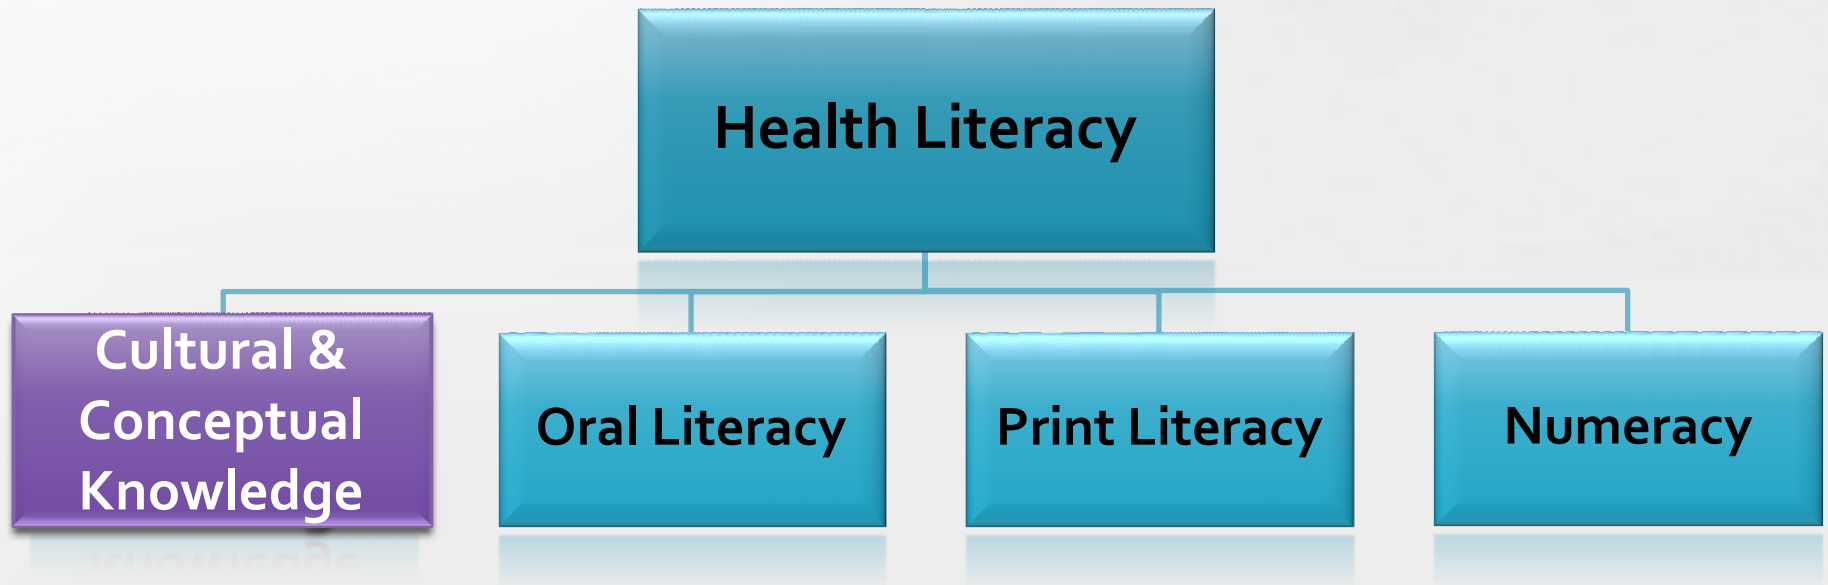 Health Literacy
Cultural &
Conceptual
Knowledge
Oral Literacy
Print Literacy
Numeracy